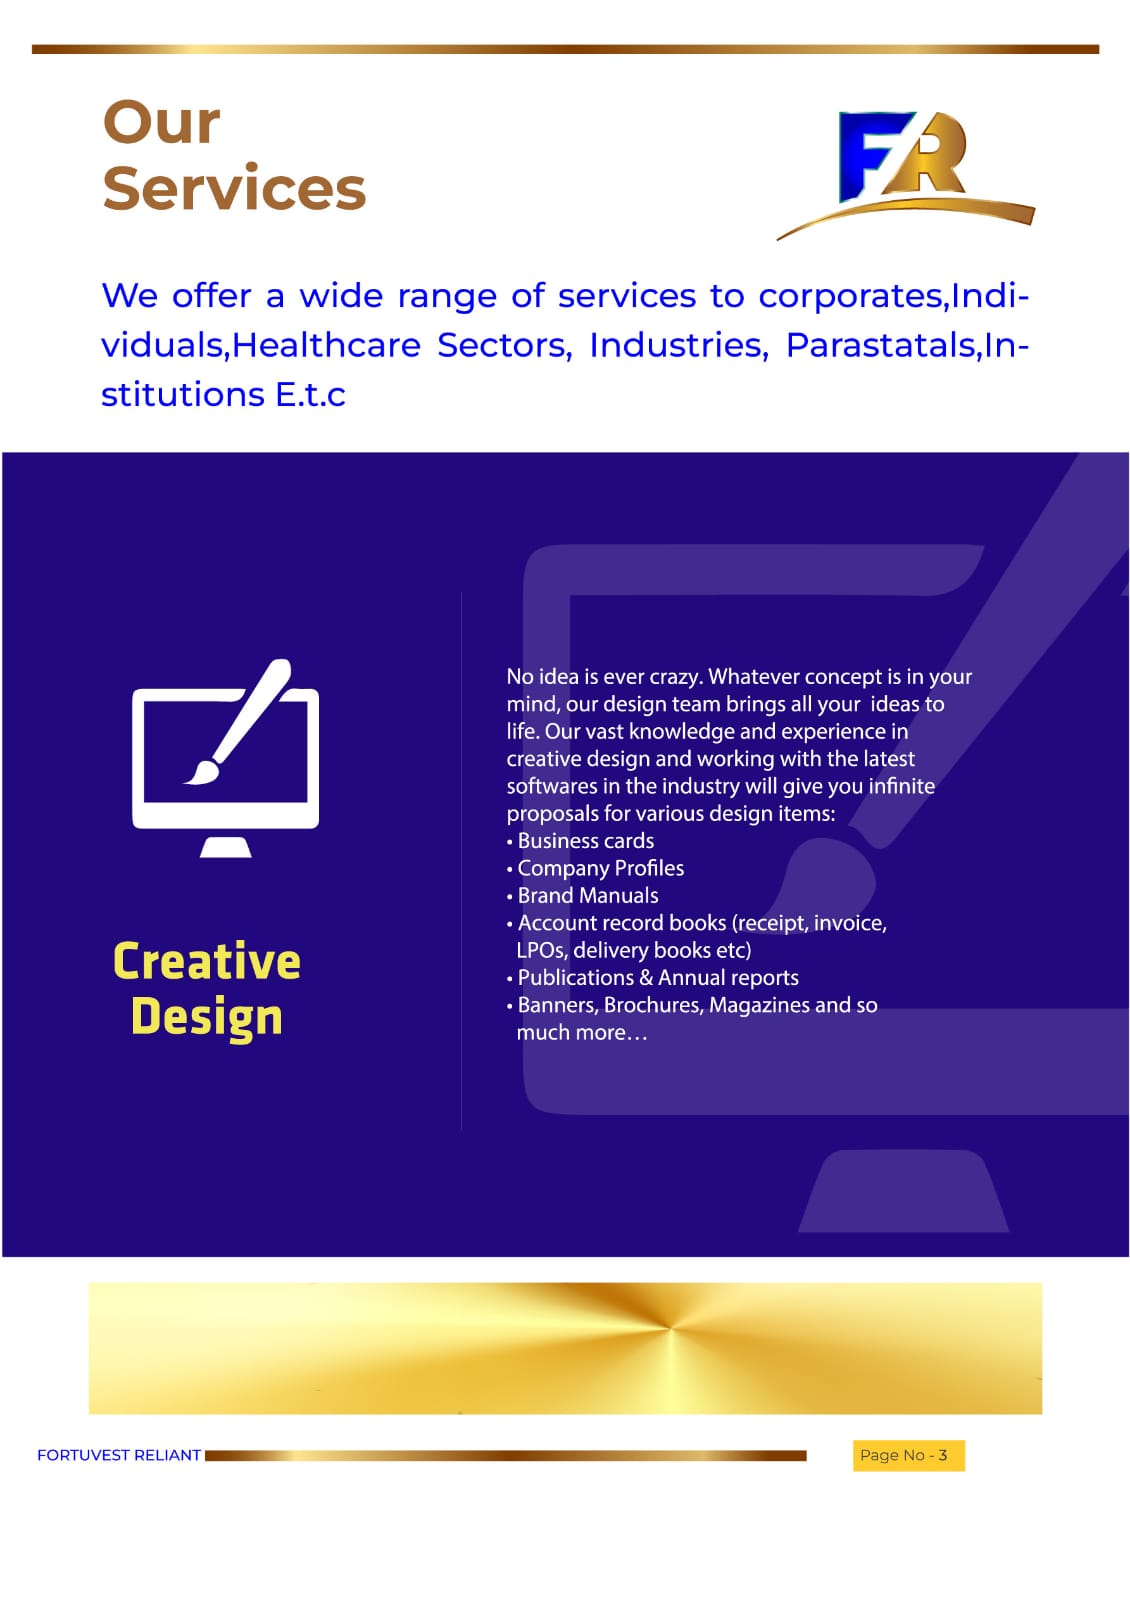 Our
Services
FR
We offer a wide range of services to corporates,Indi-
viduals,Healthcare Sectors, Industries, Parastatals,In-
stitutions E.t.c
Creative
Design
No idea is ever crazy. Whatever concept is in your
mind, our design team brings all your  ideas to
life. Our vast knowledge and experience in
creative design and working with the latest
softwares in the industry will give you infinite
proposals for various design items:
• Business cards
• Company Profiles
• Brand Manuals
• Account record books (receipt, invoice,
LPOs, delivery books etc)
• Publications & Annual reports
• Banners, Brochures, Magazines and so
much more…
FORTUVEST RELIANT
Page No - 3